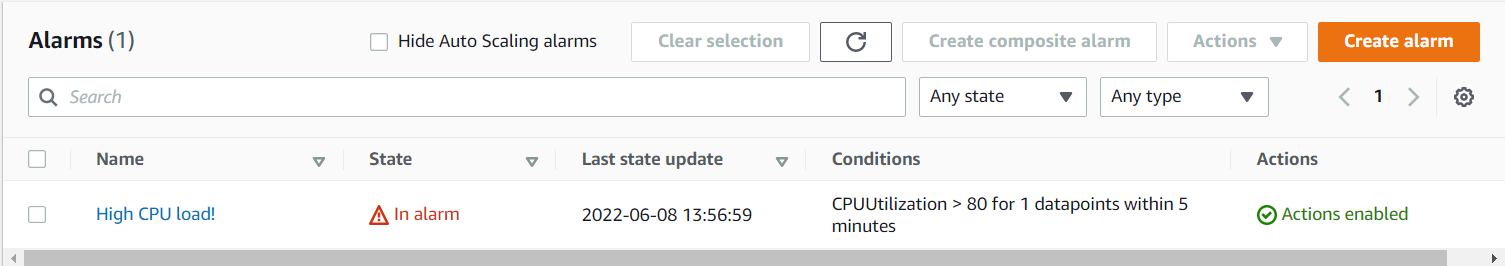 Alarms (1)
Hide Auto Scaling alarms
Clear selection
Create composite alarm
Actions
Create alarm
Search
Any state
Any type
1
Name
State
Last state update
Conditions
Actions
High CPU load!
In alarm
2022-06-08 13:56:59
CPUUtilization > 80 for 1 datapoints within 5
minutes
Actions enabled